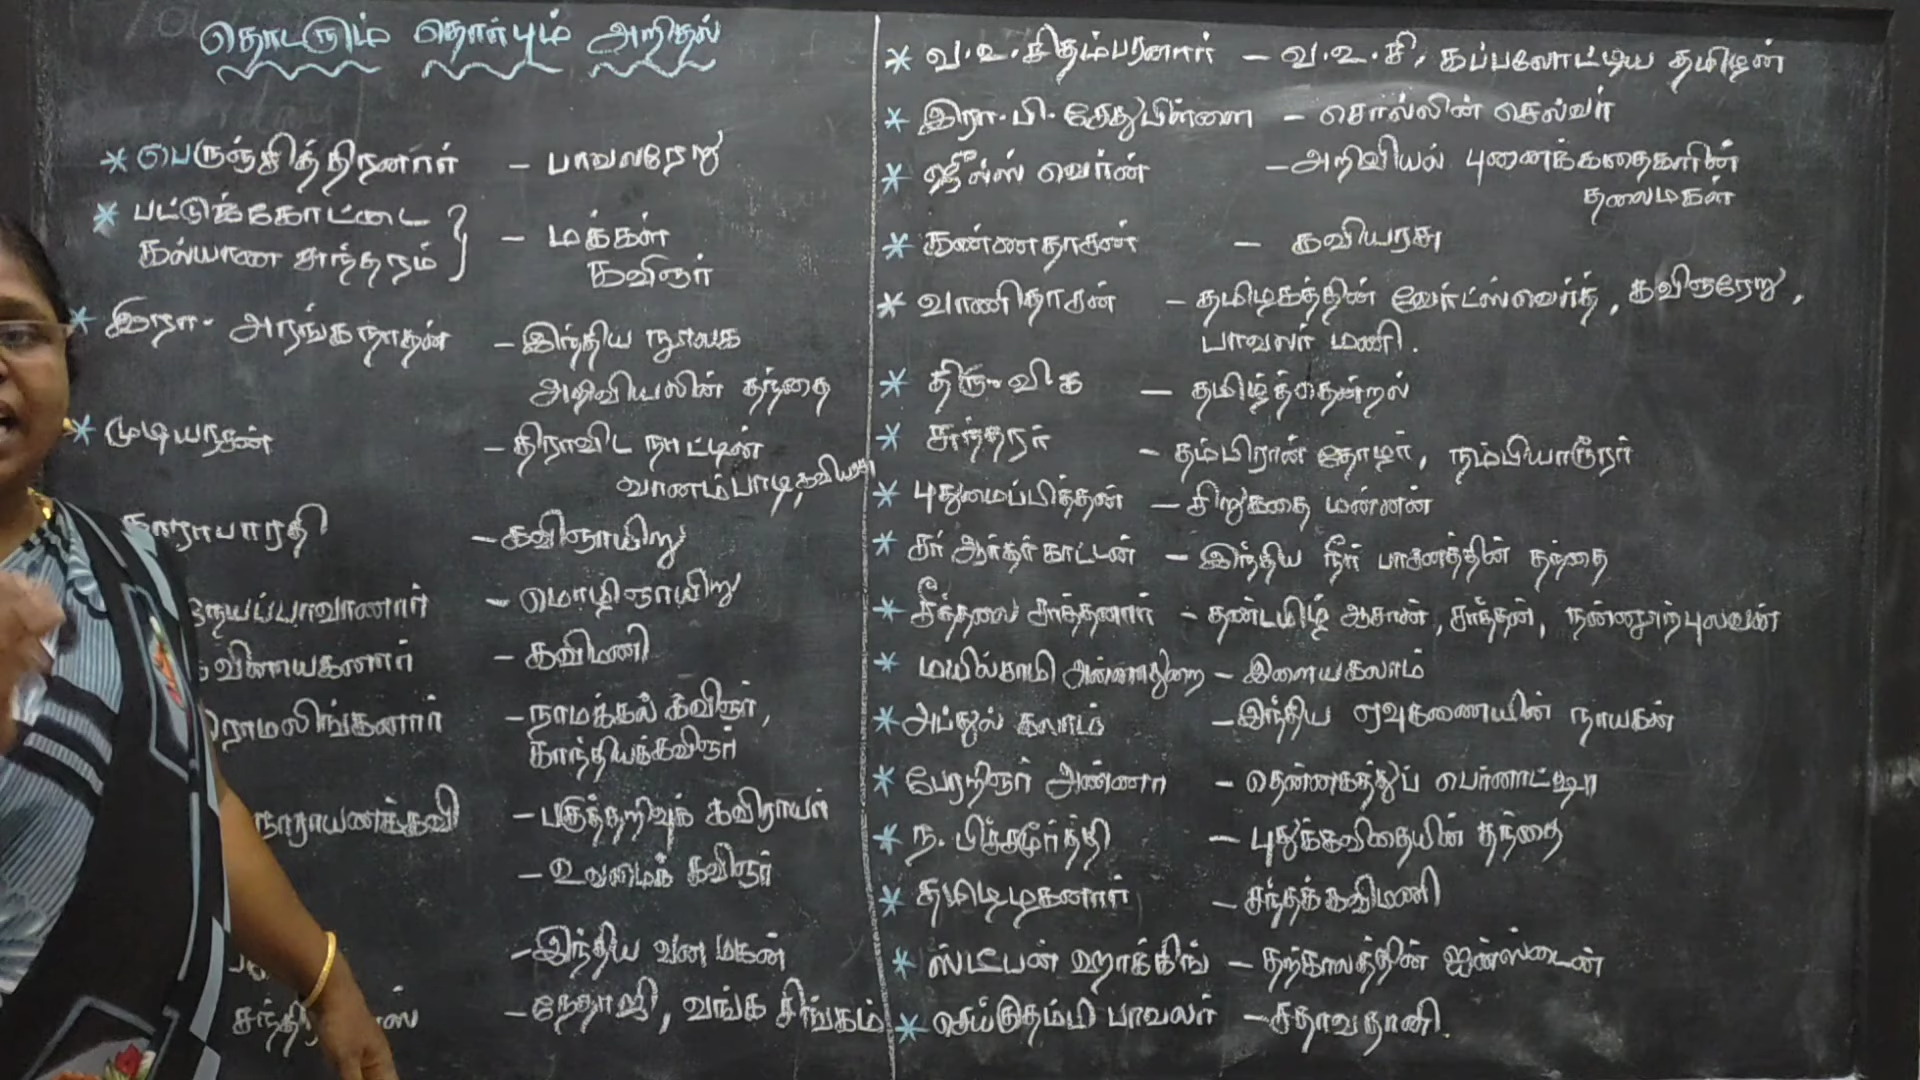 தொடரும் தொடர்பும் அறிதல்
* பெருஞ்சித்திரனார் - பாவலரேறு
* பட்டுக்கோட்டை
கல்யாண சுந்தரம் } - மக்கள்
கவிஞர்
* இரா. அரங்கநாதன் - இந்திய நூலக
அறிவியலின் தந்தை
* முடியரசன் - திராவிட நாட்டின்
வானம்பாடி, கவியரசு
தாராபாரதி - கவிஞாயிறு
- மொழிஞாயிறு
விநாயகனார் - கவிமணி
ராமலிங்கனார் - நாமக்கல் கவிஞர்,
காந்தியக்கவிஞர்
நாராயணக்கவி - பகுத்தறிவுக் கவிராயர்
- உவமைக் கவிஞர்
- இந்திய வன மகன்
- நேதாஜி, வங்க சிங்கம்
* வ.உ.சிதம்பரனார் - வ.உ.சி, கப்பலோட்டிய தமிழன்
* இரா.பி.சேதுபிள்ளை - சொல்லின் செல்வர்
* ஜீல்ஸ் வெர்ன் - அறிவியல் புனைக்கதைகளின்
தலைமகள்
* கண்ணதாசன் - கவியரசு
* வாணிதாசன் - தமிழகத்தின் வேர்ட்ஸ்வொர்த், கவிஞரேறு,
பாவலர் மணி.
* திரு.வி.க - தமிழ்த்தென்றல்
* சுந்தரர் - தம்பிரான் தோழர், நம்பியாரூரர்
* புதுமைப்பித்தன் - சிறுகதை மன்னன்
* சர் ஆர்தர் காட்டன் - இந்திய நீர் பாசனத்தின் தந்தை
* சீத்தலை சாத்தனார் - தண்டமிழ் ஆசான், சாத்தன், நன்னூற்புலவன்
* மயில்சாமி அண்ணாதுரை - இளையகலாம்
* அப்துல் கலாம் - இந்திய ஏவுகணையின் நாயகன்
* பேரறிஞர் அண்ணா - தென்னகத்துப் பெர்னாட்ஷா
* ந. பிச்சமூர்த்தி - புதுக்கவிதையின் தந்தை
* தமிழழகனார் - சந்தக்கவிமணி
* ஸ்டீபன் ஹாக்கிங் - தற்காலத்தின் ஐன்ஸ்டைன்
* செய்குதம்பி பாவலர் - சதாவதானி.